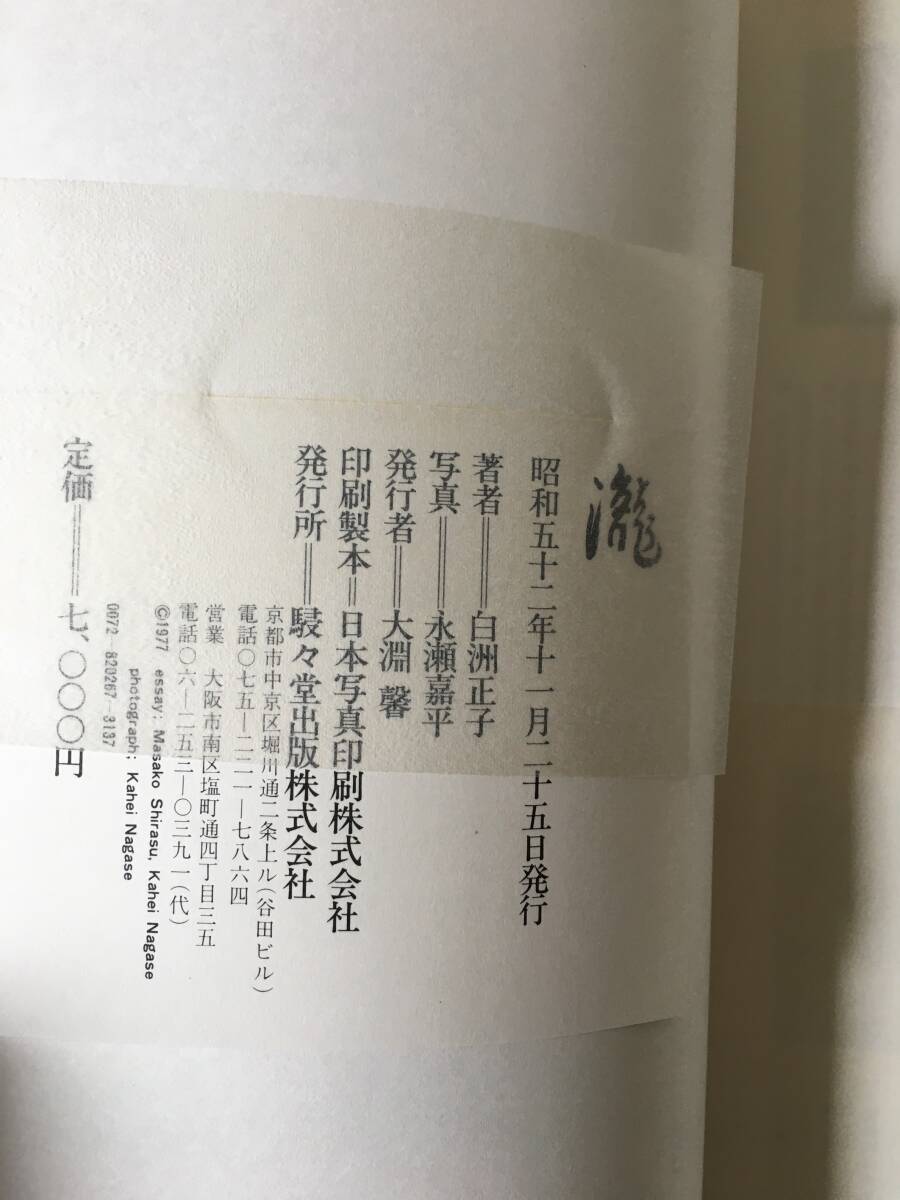 瀧
昭和五十二年十一月二十五日発行
著者＝＝白洲正子
写真＝＝永瀬嘉平
発行者＝＝大淵 馨
印刷製本＝日本写真印刷株式会社
発行所＝＝駸々堂出版株式会社
京都市中京区堀川通二条上ル(谷田ビル)
電話〇七五―二二一―七八六四
営業 大阪市南区塩町通四丁目三五
電話〇六―二五三―〇三九一(代)
©1977 essay: Masako Shirasu, Kahei Nagase
photograph: Kahei Nagase
0072-820267-3137
定価＝＝七、〇〇〇円